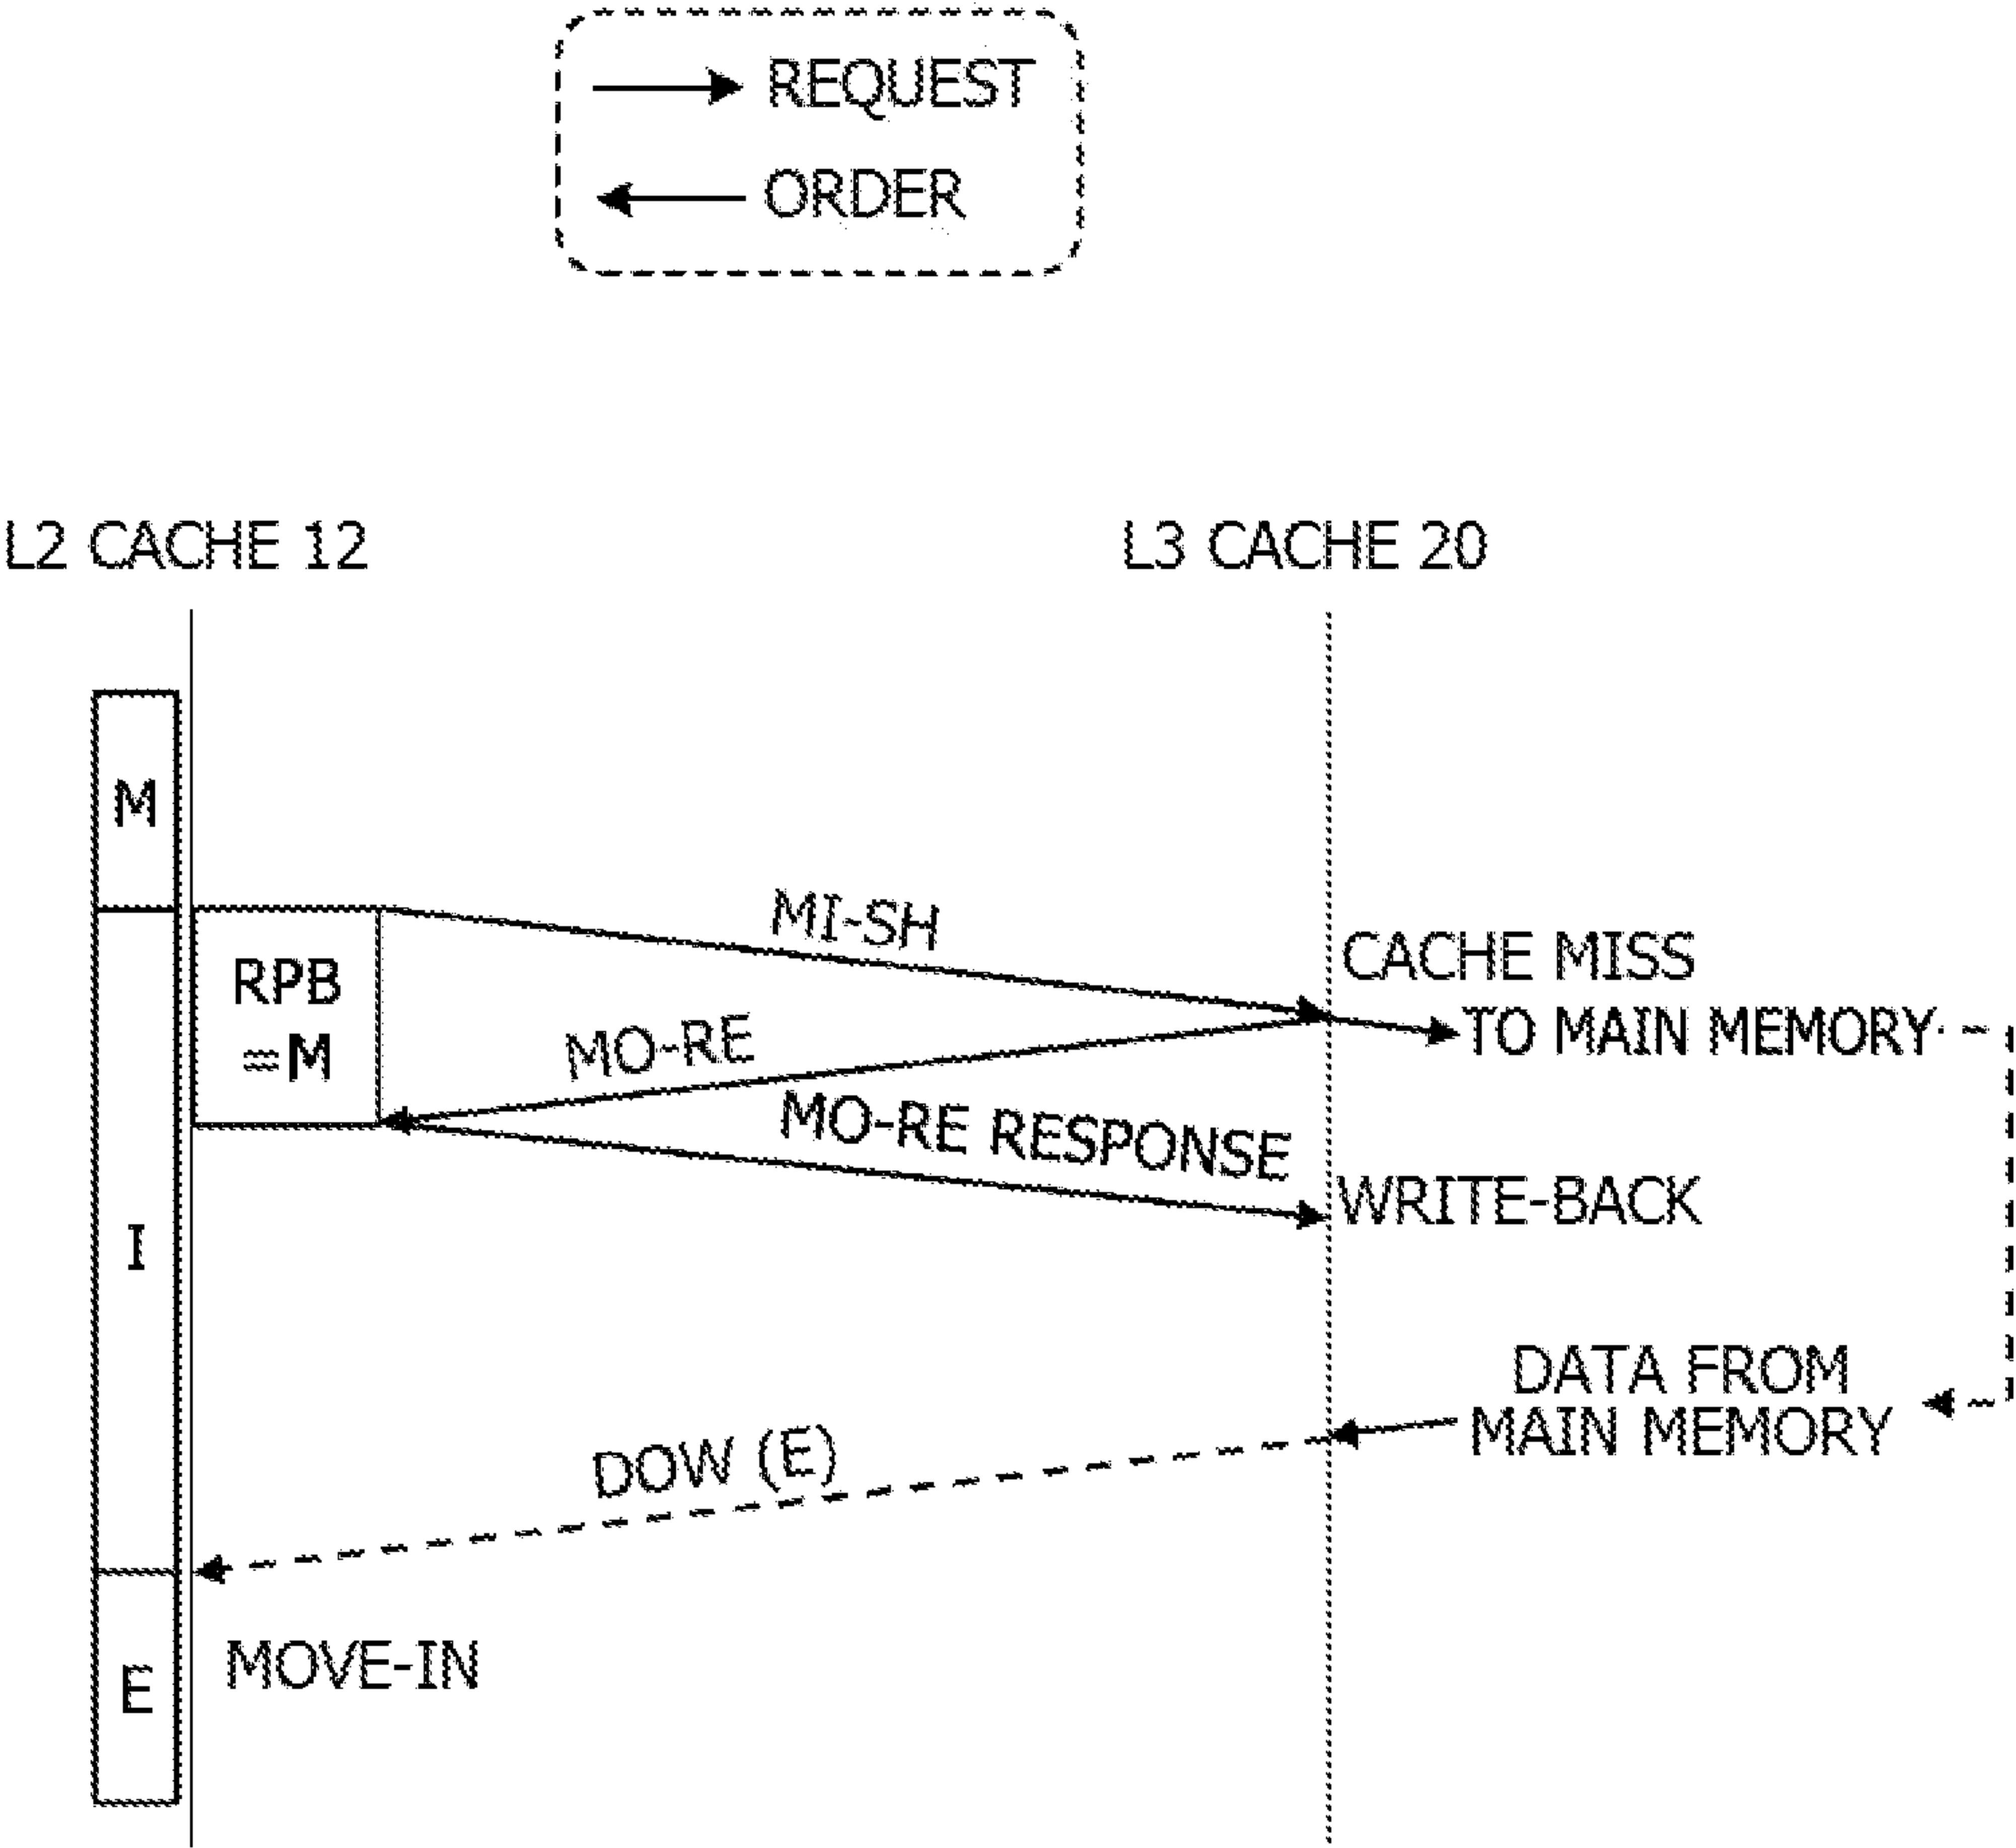 REQUEST
ORDER
L2 CACHE 12
L3 CACHE 20
M
MI-SH
RPB
=M
CACHE MISS
TO MAIN MEMORY
MO-RE
MO-RE RESPONSE
WRITE-BACK
I
DATA FROM
MAIN MEMORY
DOW (E)
E
MOVE-IN